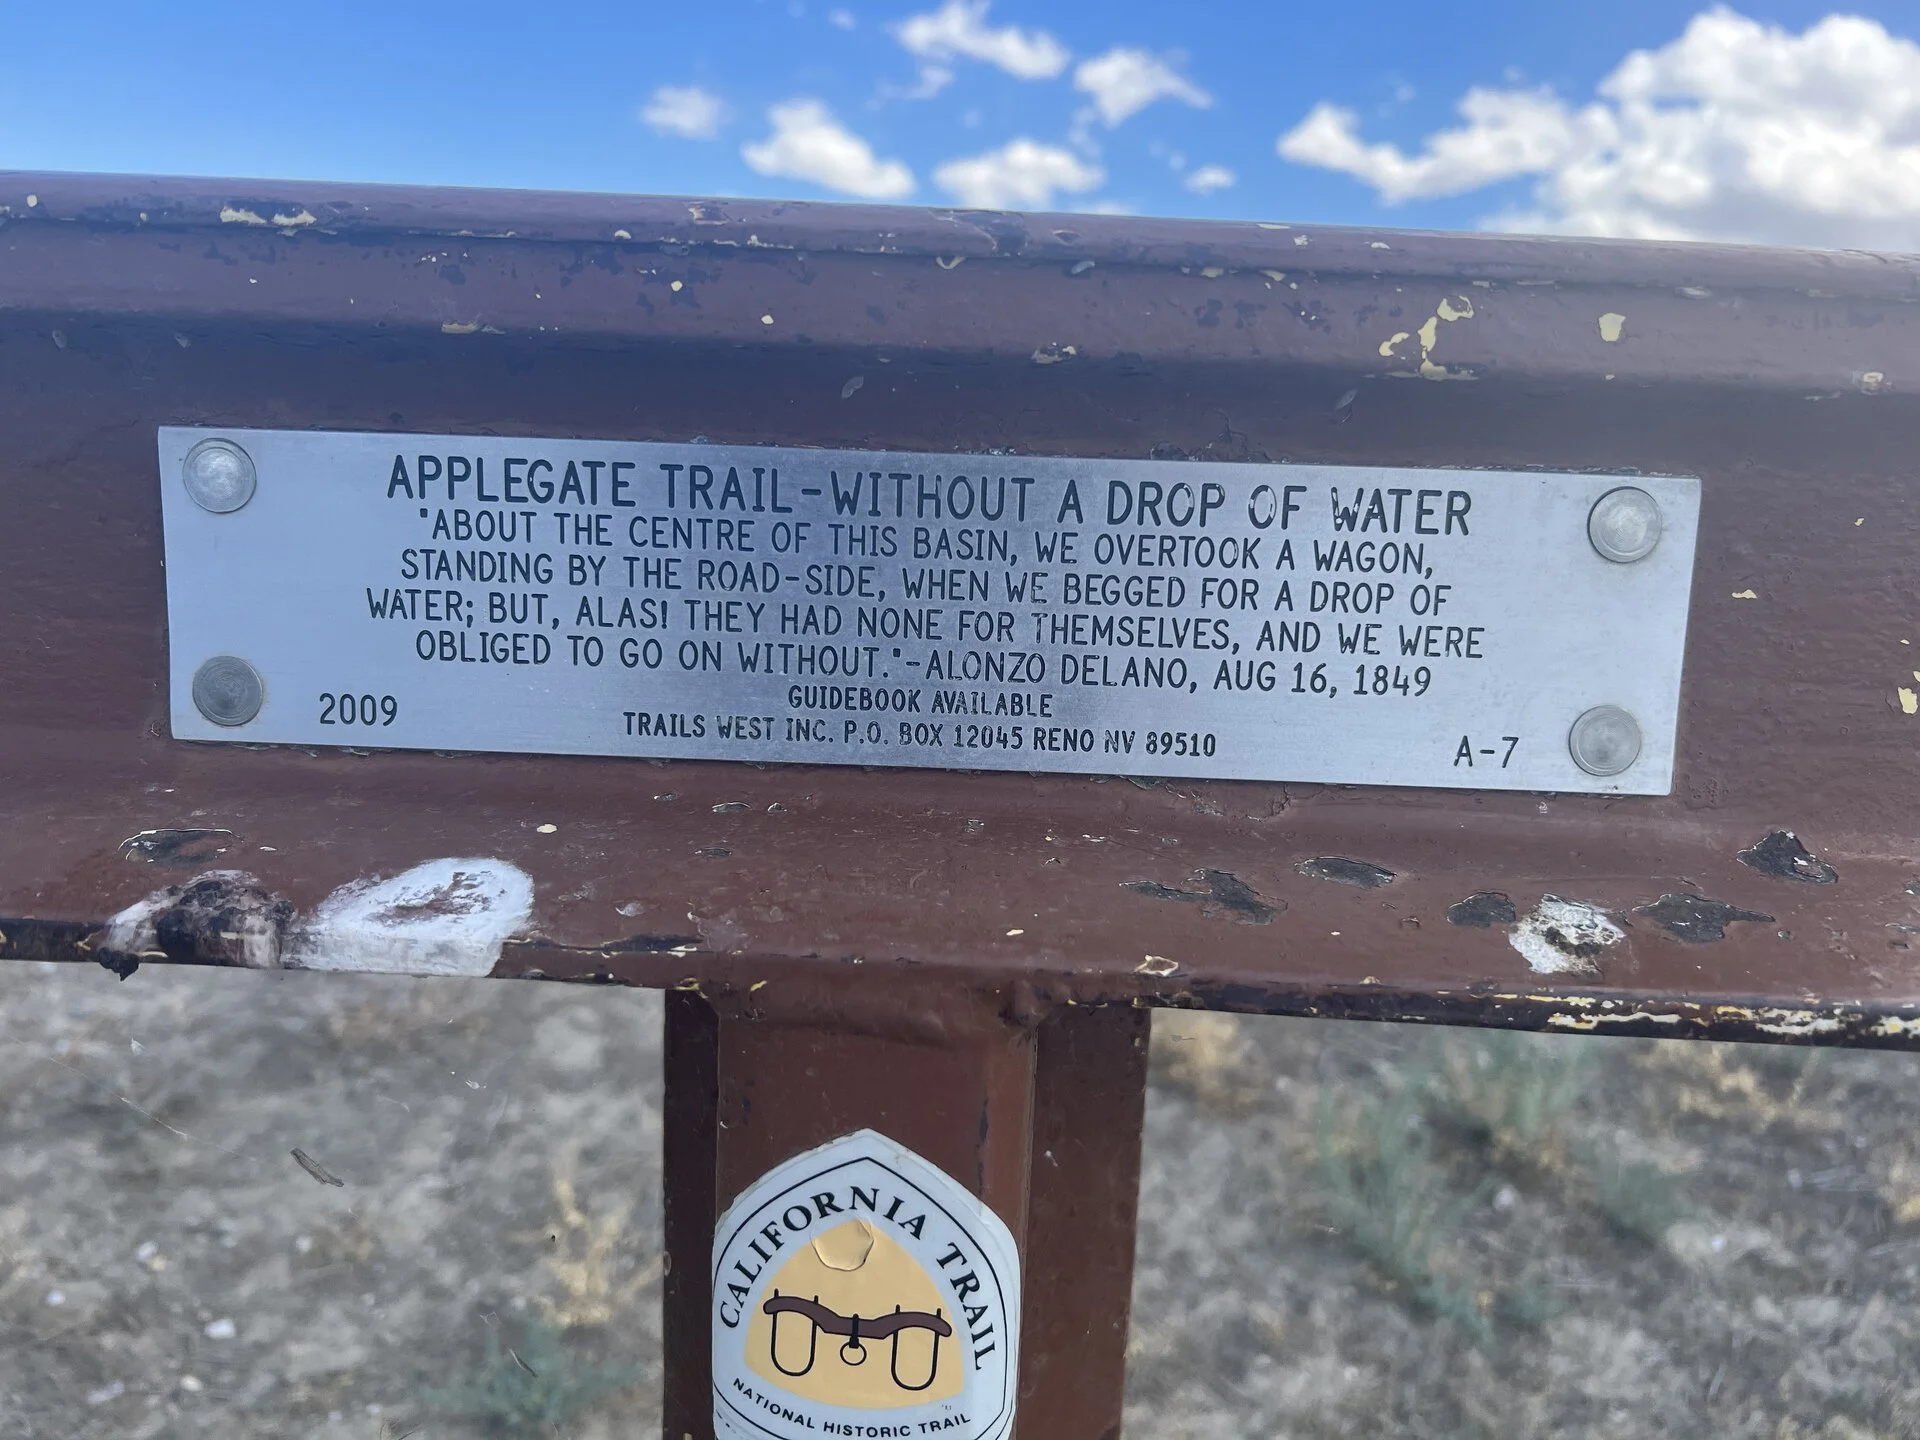 APPLEGATE TRAIL-WITHOUT A DROP OF WATER
"ABOUT THE CENTRE OF THIS BASIN, WE OVERTOOK A WAGON,
STANDING BY THE ROAD-SIDE, WHEN WE BEGGED FOR A DROP OF
WATER; BUT, ALAS! THEY HAD NONE FOR THEMSELVES, AND WE WERE
OBLIGED TO GO ON WITHOUT."-ALONZO DELANO, AUG 16, 1849
GUIDEBOOK AVAILABLE
2009
TRAILS WEST INC. P.O. BOX 12045 RENO NV 89510
A-7
CALIFORNIA TRAIL
NATIONAL HISTORIC TRAIL